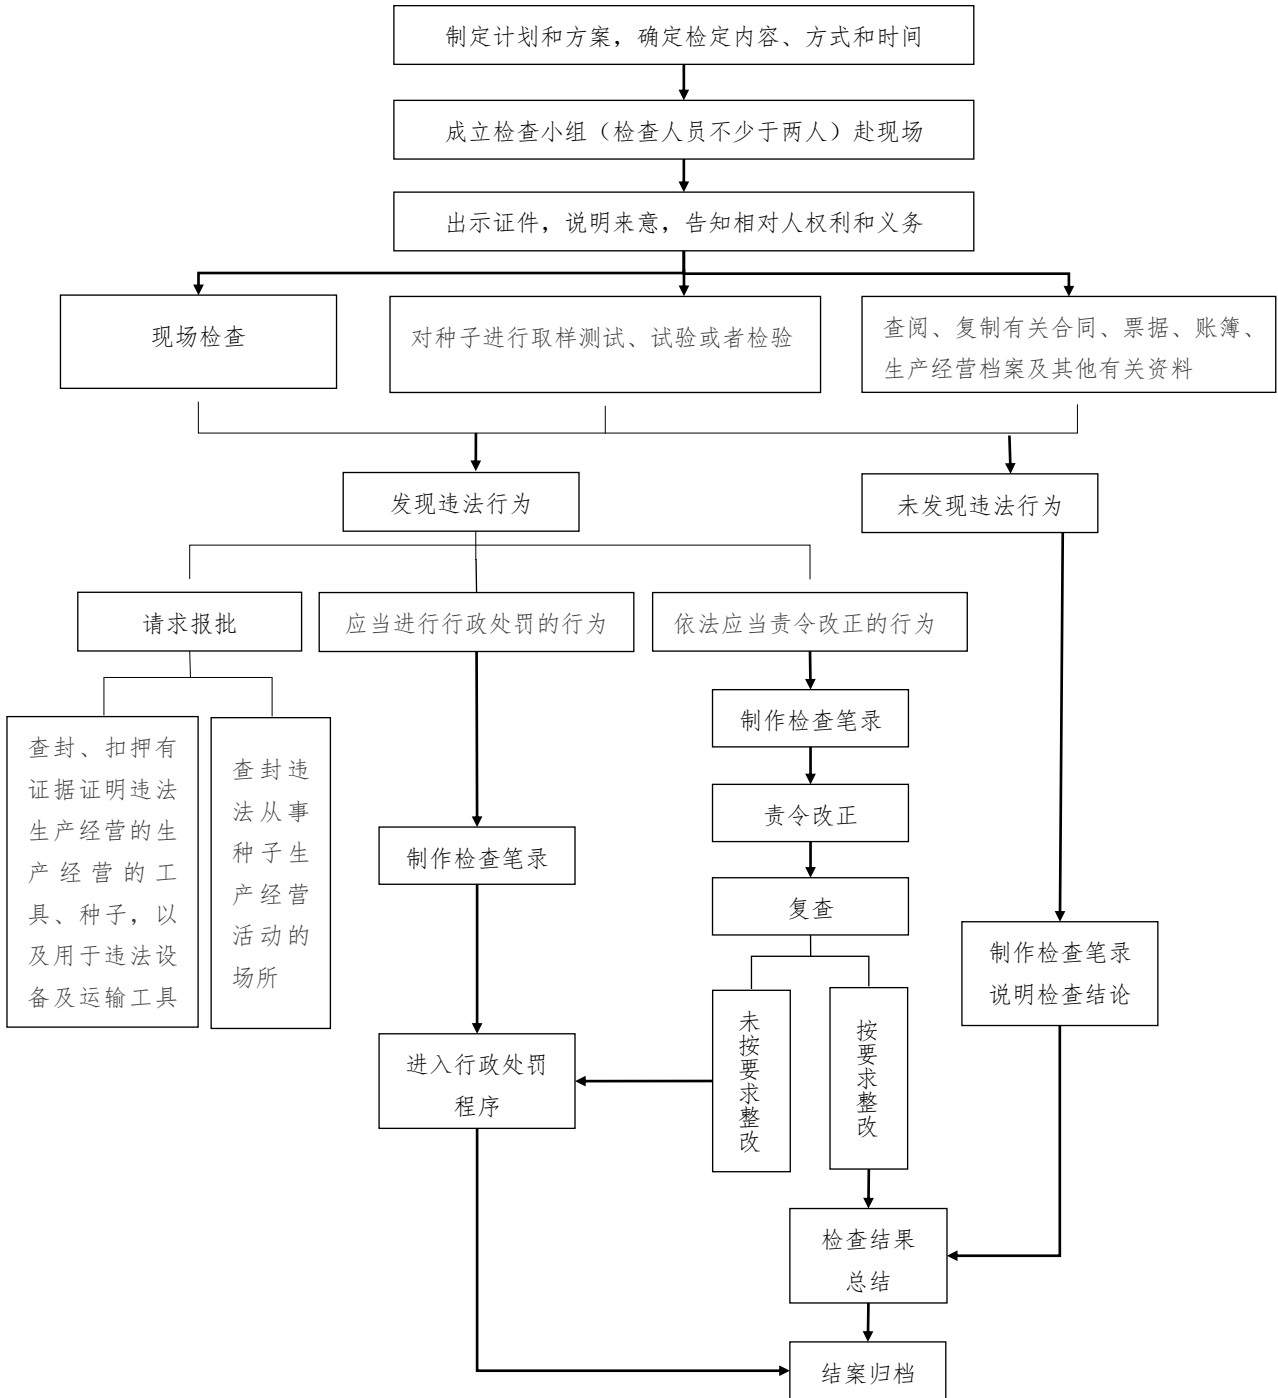 制定计划和方案，确定检定内容、方式和时间
成立检查小组（检查人员不少于两人）赴现场
出示证件，说明来意，告知相对人权利和义务
现场检查
对种子进行取样测试、试验或者检验
查阅、复制有关合同、票据、账簿、
生产经营档案及其他有关资料
发现违法行为
未发现违法行为
请求报批
应当进行行政处罚的行为
依法应当责令改正的行为
查封、扣押有
证据证明违法
生产经营的生
产经营的工
具、种子，以
及用于违法设
备及运输工具
查封违
法从事
种子生
产经营
活动的
场所
制作检查笔录
责令改正
制作检查笔录
复查
制作检查笔录
说明检查结论
未按要求整改
按要求整改
进入行政处罚
程序
检查结果
总结
结案归档